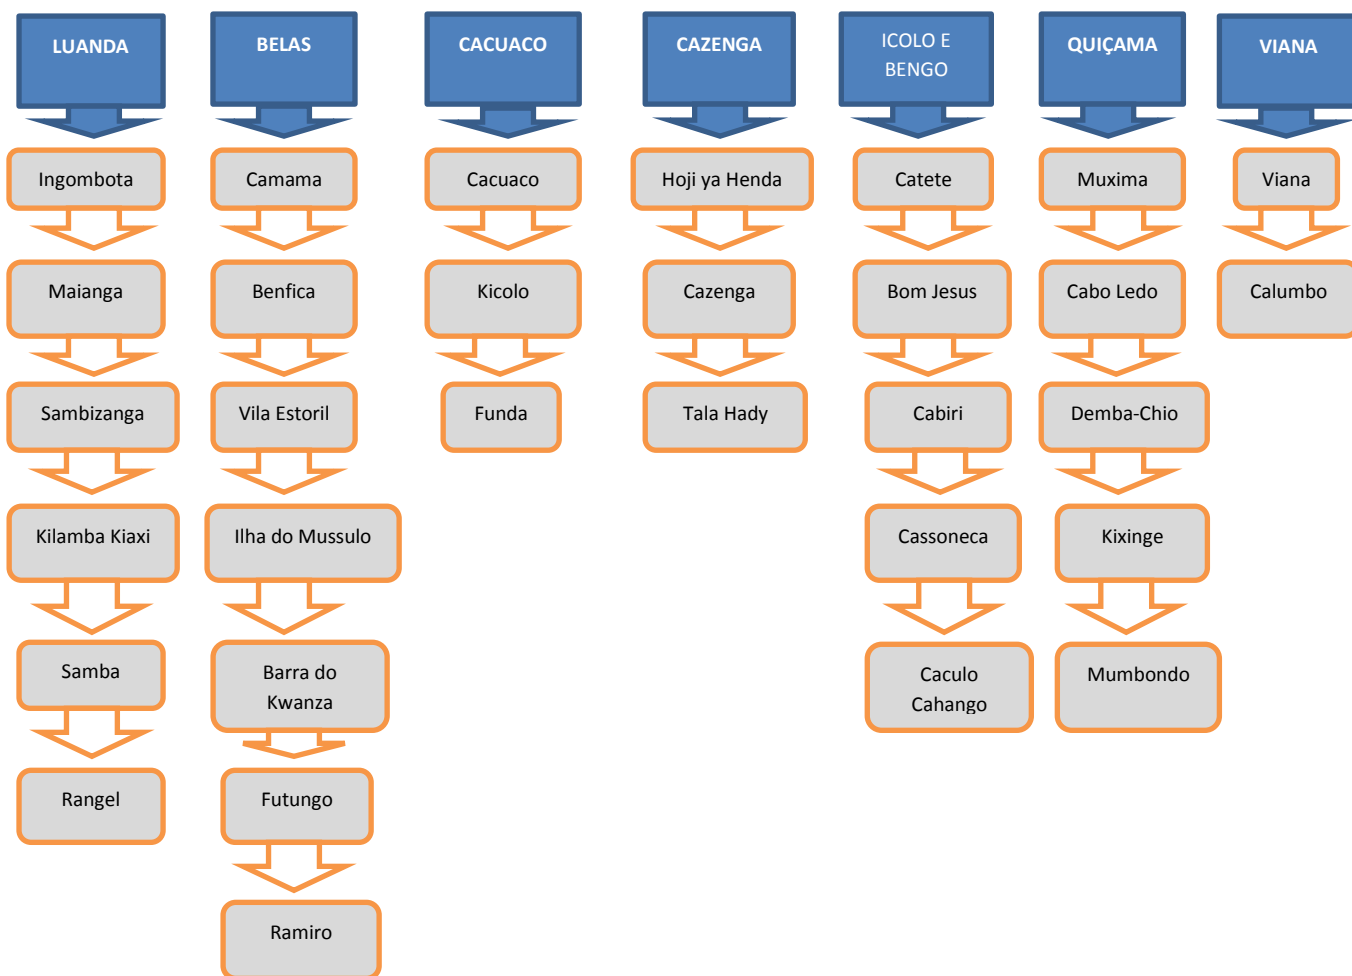 LUANDA
BELAS
CACUACO
CAZENGA
ICOLO E
BENGO
QUIÇAMA
VIANA
Ingombota
Camama
Cacuaco
Hoji ya Henda
Catete
Muxima
Viana
Maianga
Benfica
Kicolo
Cazenga
Bom Jesus
Cabo Ledo
Calumbo
Sambizanga
Vila Estoril
Funda
Tala Hady
Cabiri
Demba-Chio
Kilamba Kiaxi
Ilha do Mussulo
Cassoneca
Kixinge
Samba
Barra do
Kwanza
Caculo
Cahango
Mumbondo
Rangel
Futungo
Ramiro